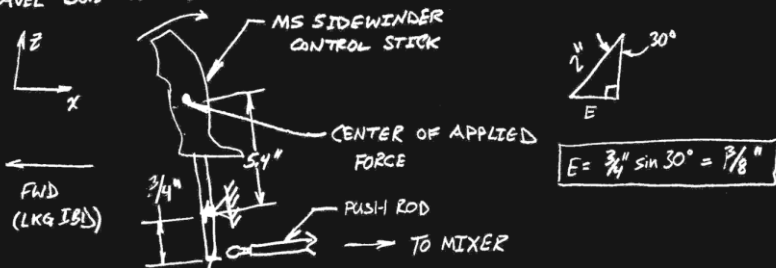 MS SIDEWINDER
CONTROL STICK
Z
X
2"
30°
E
CENTER OF APPLIED
FORCE
5.4"
E = 3/4" sin 30° = 3/8"
FWD
(LKG IBD)
3/4"
PUSH ROD
TO MIXER